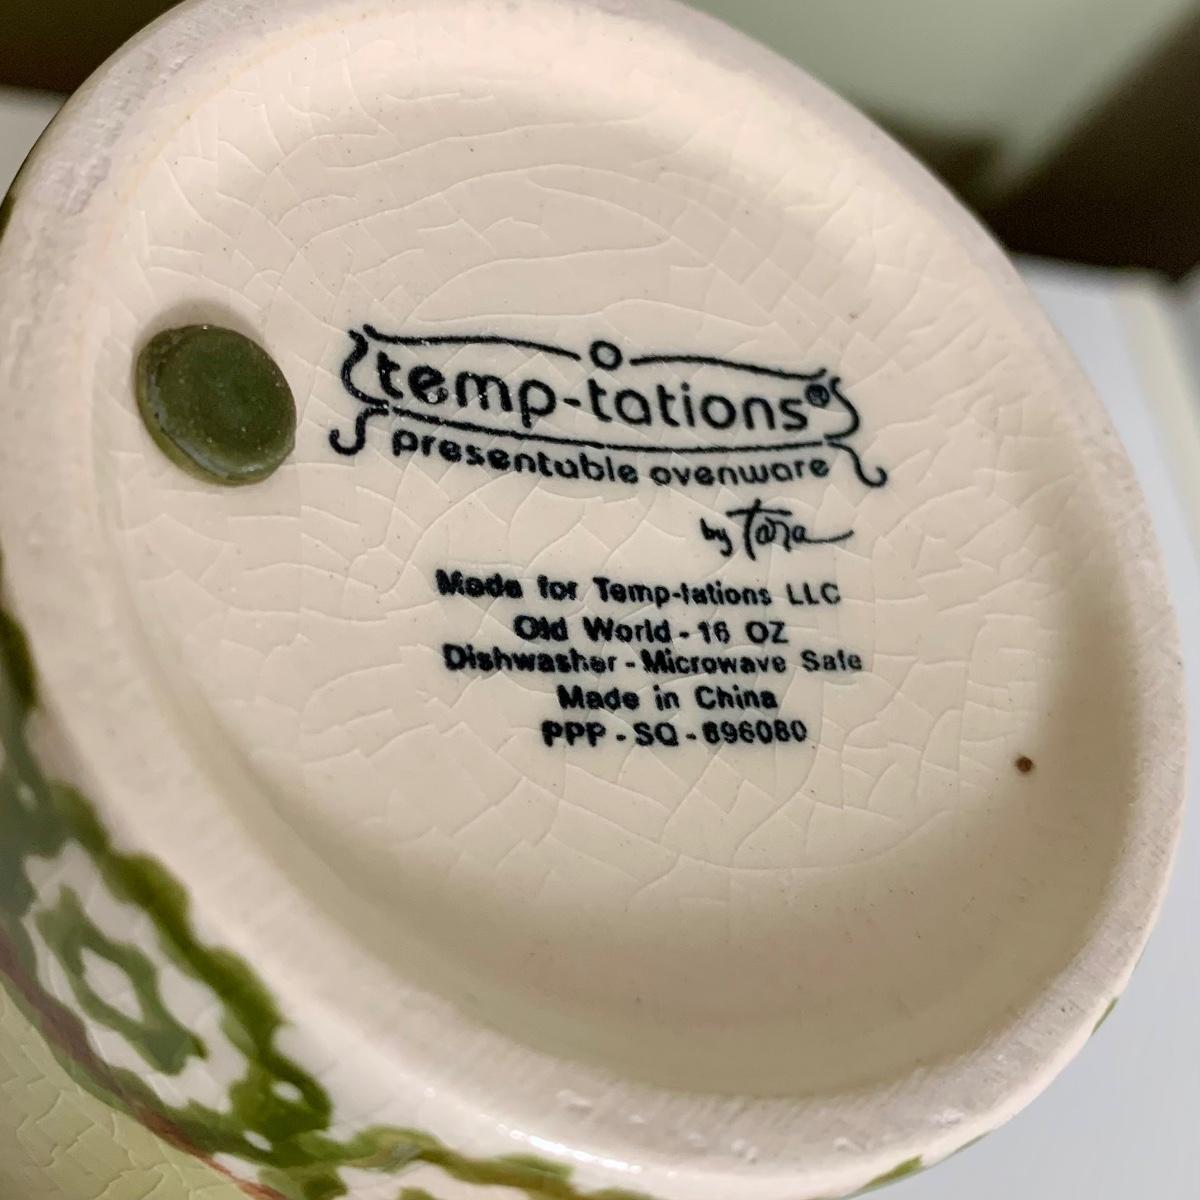 temp-tations®
presentable ovenware
by Tara
Made for Temp-tations LLC
Old World - 16 OZ
Dishwasher - Microwave Safe
Made in China
PPP - SQ - 696080